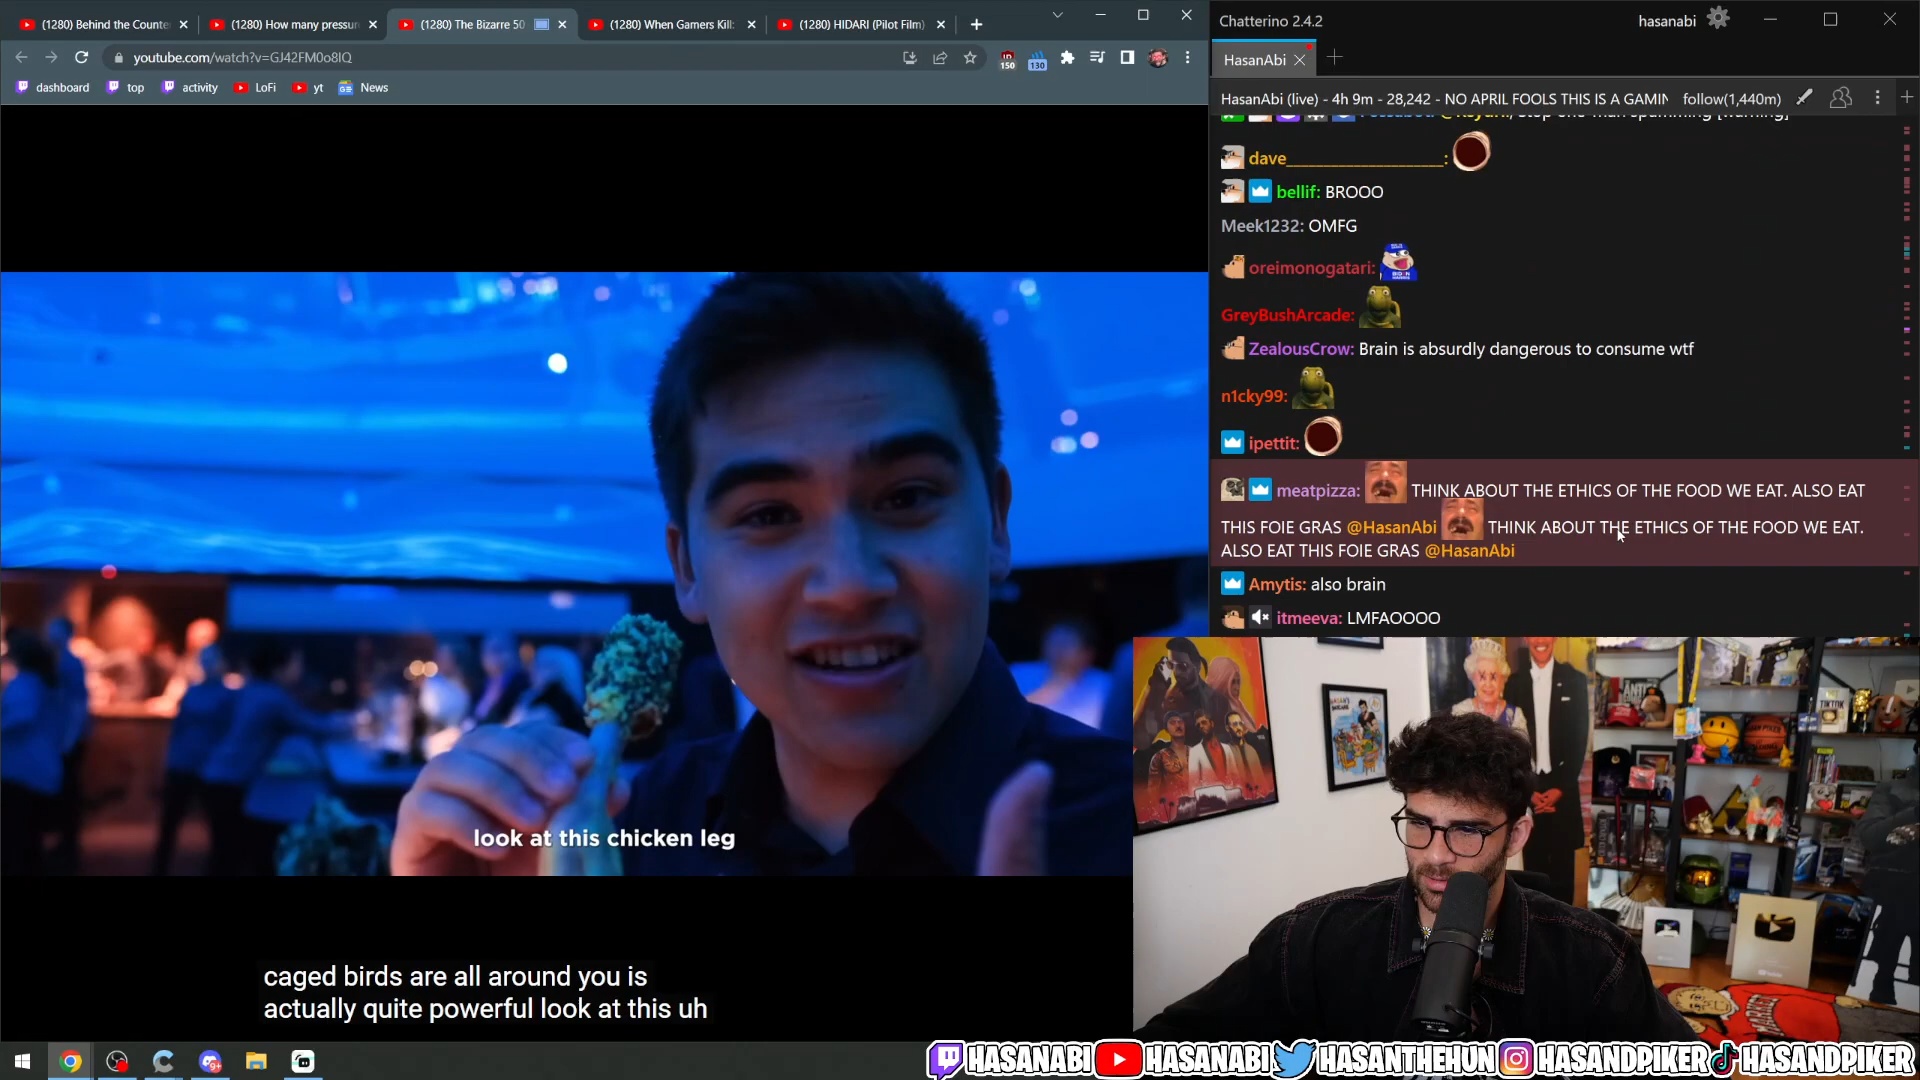 (1280) Behind the Counte
(1280) How many pressur
(1280) The Bizarre 50
(1280) When Gamers Kill:
(1280) HIDARI (Pilot Film)
youtube.com/watch?v=GJ42FM0o8IQ
150
130
dashboard
top
activity
LoFi
yt
News
look at this chicken leg
caged birds are all around you is
actually quite powerful look at this uh
Chatterino 2.4.2
hasanabi
HasanAbi
HasanAbi (live) - 4h 9m - 28,242 - NO APRIL FOOLS THIS IS A GAMIN
follow(1,440m)
dave_____________________:
bellif: BROOO
Meek1232: OMFG
oreimonogatari:
GreyBushArcade:
ZealousCrow: Brain is absurdly dangerous to consume wtf
n1cky99:
ipettit:
meatpizza: THINK ABOUT THE ETHICS OF THE FOOD WE EAT. ALSO EAT
THIS FOIE GRAS @HasanAbi THINK ABOUT THE ETHICS OF THE FOOD WE EAT.
ALSO EAT THIS FOIE GRAS @HasanAbi
Amytis: also brain
itmeeva: LMFAOOOO
TIKTOK
HASANABI HASANABI HASANTHEHUN HASANDPIKER HASANDPIKER